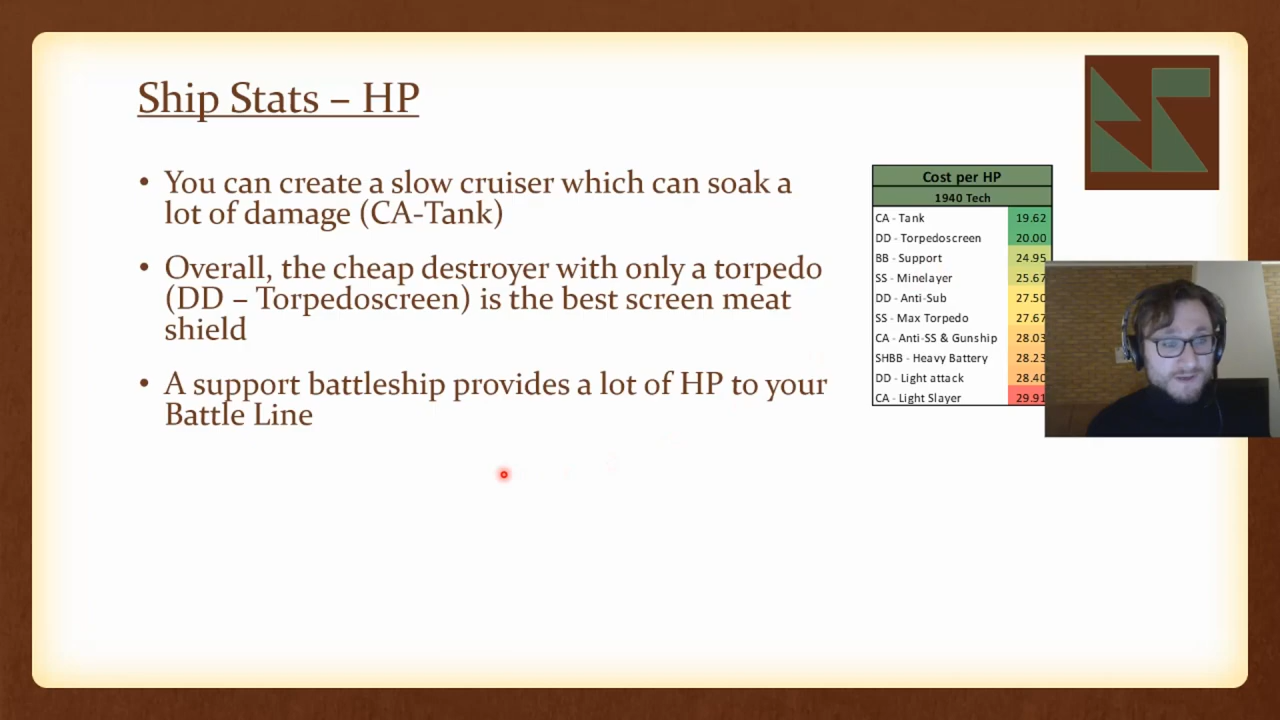 Ship Stats – HP
• You can create a slow cruiser which can soak a
lot of damage (CA-Tank)
• Overall, the cheap destroyer with only a torpedo
(DD – Torpedoscreen) is the best screen meat
shield
• A support battleship provides a lot of HP to your
Battle Line
Cost per HP
1940 Tech
CA - Tank 19.62
DD - Torpedoscreen 20.00
BB - Support 24.95
SS - Minelayer 25.67
DD - Anti-Sub 27.50
SS - Max Torpedo 27.67
CA - Anti-SS & Gunship 28.03
SHBB - Heavy Battery 28.23
DD - Light attack 28.40
CA - Light Slayer 29.91